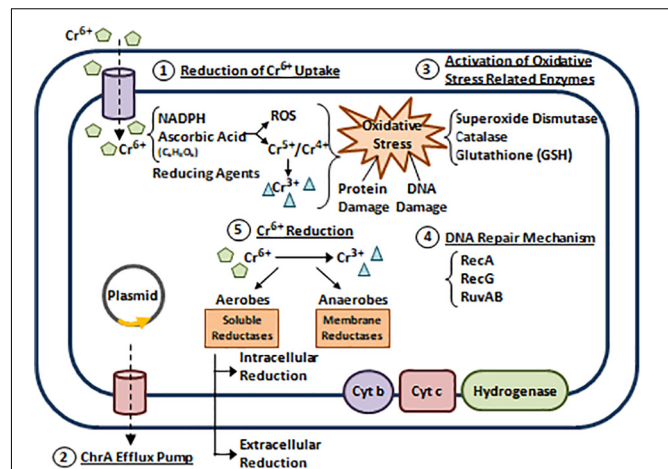 Cr⁶⁺
① Reduction of Cr⁶⁺ Uptake
③ Activation of Oxidative
Stress Related Enzymes
Cr⁶⁺
NADPH
Ascorbic Acid
(C₆H₈O₆)
Reducing Agents
ROS
Cr⁵⁺/Cr⁴⁺
Cr³⁺
Oxidative
Stress
Protein
Damage
DNA
Damage
Superoxide Dismutase
Catalase
Glutathione (GSH)
⑤ Cr⁶⁺ Reduction
Cr⁶⁺
Cr³⁺
④ DNA Repair Mechanism
RecA
RecG
RuvAB
Aerobes
Soluble
Reductases
Anaerobes
Membrane
Reductases
Plasmid
Intracellular
Reduction
Cyt b
Cyt c
Hydrogenase
② ChrA Efflux Pump
Extracellular
Reduction